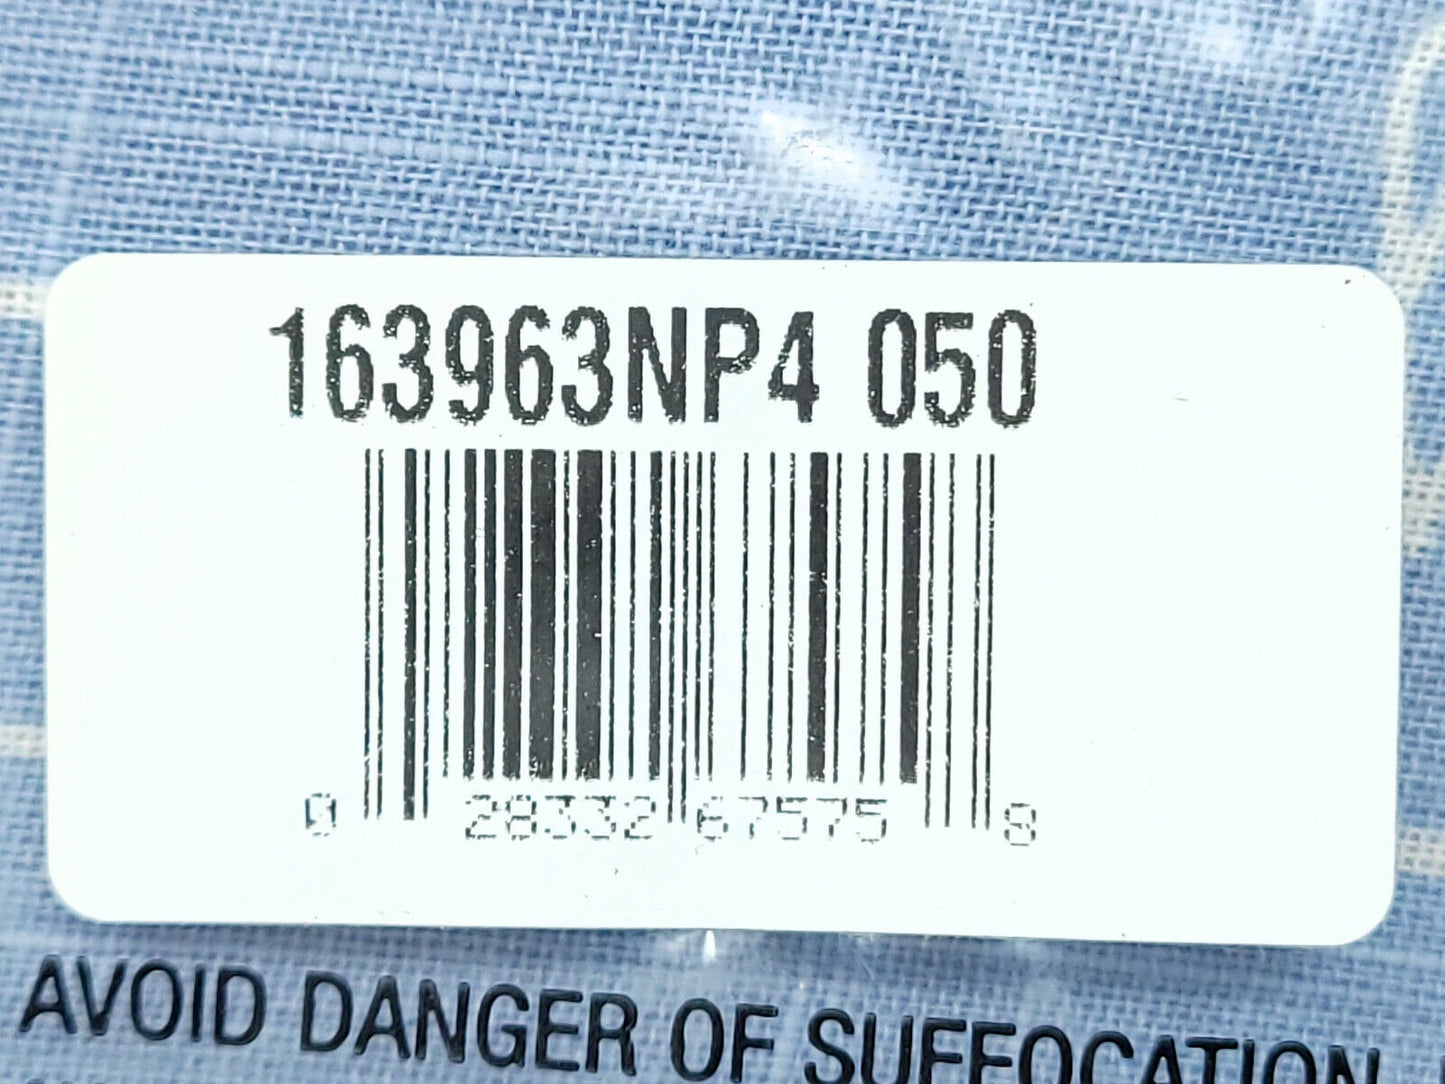 163963NP4 050
0 28332 67575 8
AVOID DANGER OF SUFFOCATION,